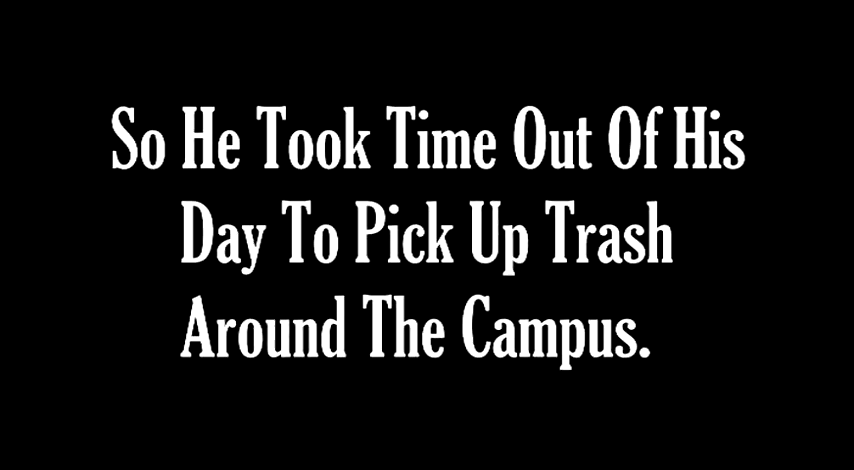 So He Took Time Out Of His
Day To Pick Up Trash
Around The Campus.